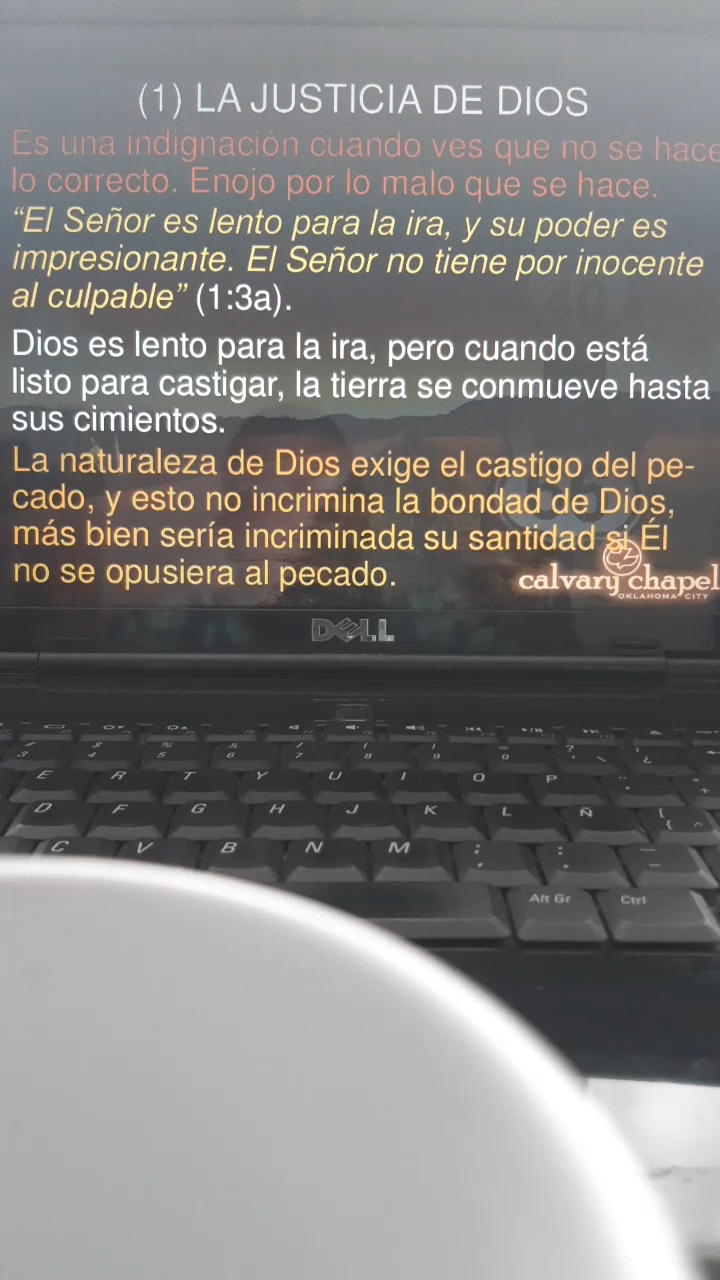 (1) LA JUSTICIA DE DIOS
Es una indignación cuando ves que no se hace
lo correcto. Enojo por lo malo que se hace.
“El Señor es lento para la ira, y su poder es
impresionante. El Señor no tiene por inocente
al culpable” (1:3a).
Dios es lento para la ira, pero cuando está
listo para castigar, la tierra se conmueve hasta
sus cimientos.
La naturaleza de Dios exige el castigo del pe-
cado, y esto no incrimina la bondad de Dios,
más bien sería incriminada su santidad si Él
no se opusiera al pecado.
calvary chapel
OKLAHOMA CITY
DELL
E R T Y U I O P
D F G H J K L Ñ
C V B N M
Alt Gr Ctrl